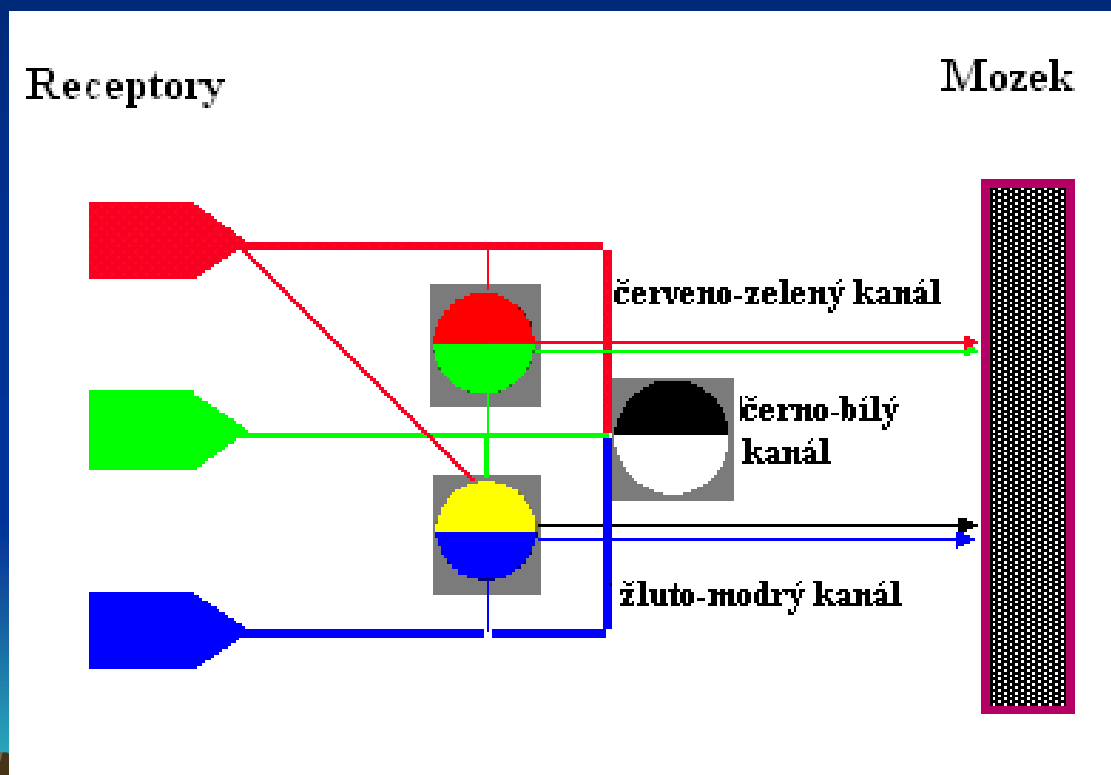 Receptory
Mozek
červeno-zelený kanál
černo-bílý
kanál
žluto-modrý kanál